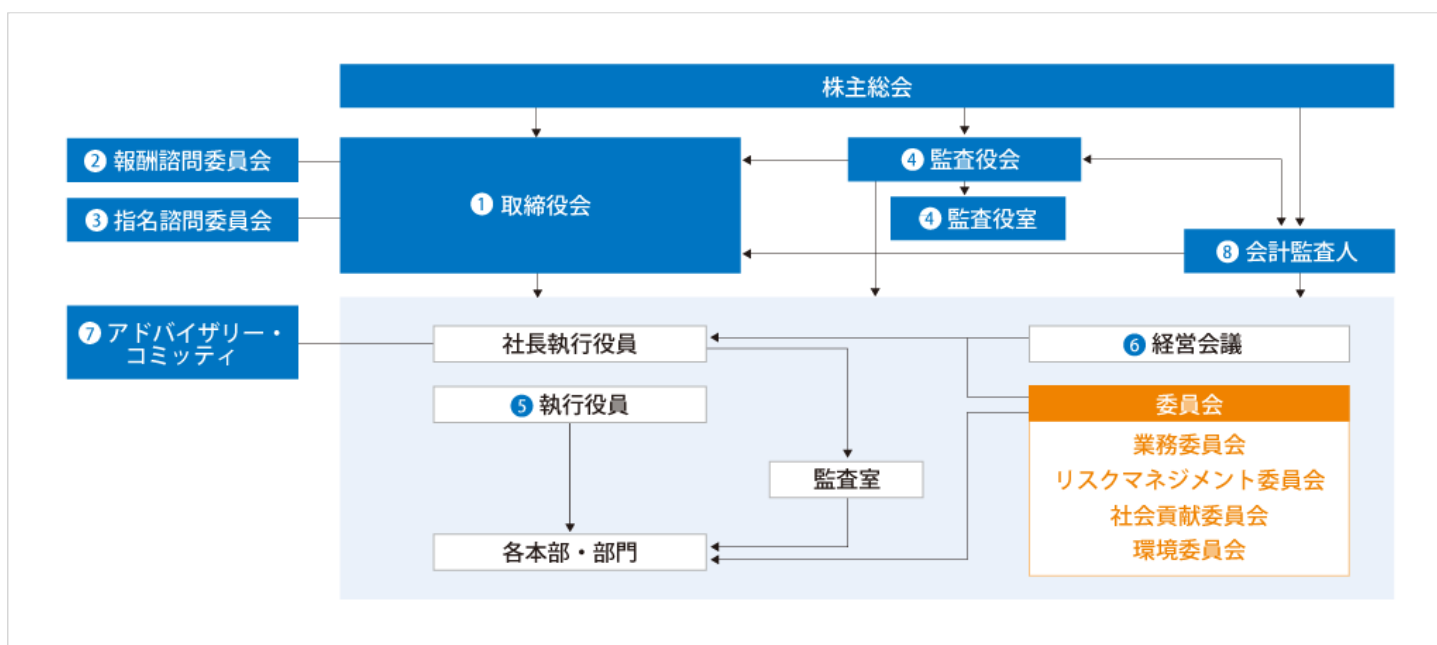 株主総会
❷ 報酬諮問委員会
❸ 指名諮問委員会
❶ 取締役会
❹ 監査役会
❹ 監査役室
❽ 会計監査人
❼ アドバイザリー・
コミッティ
社長執行役員
❻ 経営会議
❺ 執行役員
委員会
業務委員会
リスクマネジメント委員会
社会貢献委員会
環境委員会
監査室
各本部・部門